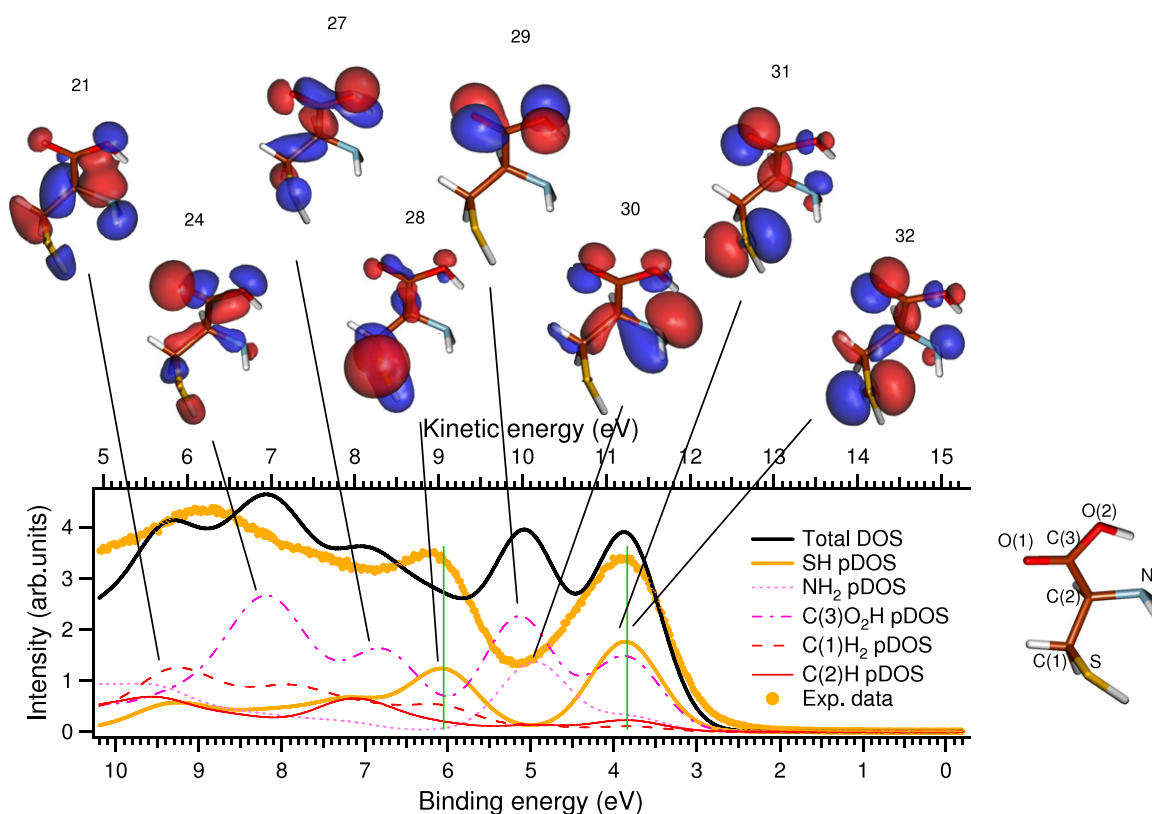 27
29
31
21
24
28
30
32
Kinetic energy (eV)
5 6 7 8 9 10 11 12 13 14 15
Intensity (arb.units)
4
3
2
1
0
Total DOS
SH pDOS
NH₂ pDOS
C(3)O₂H pDOS
C(1)H₂ pDOS
C(2)H pDOS
Exp. data
10 9 8 7 6 5 4 3 2 1 0
Binding energy (eV)
O(2)
O(1) C(3)
N
C(2)
C(1) S